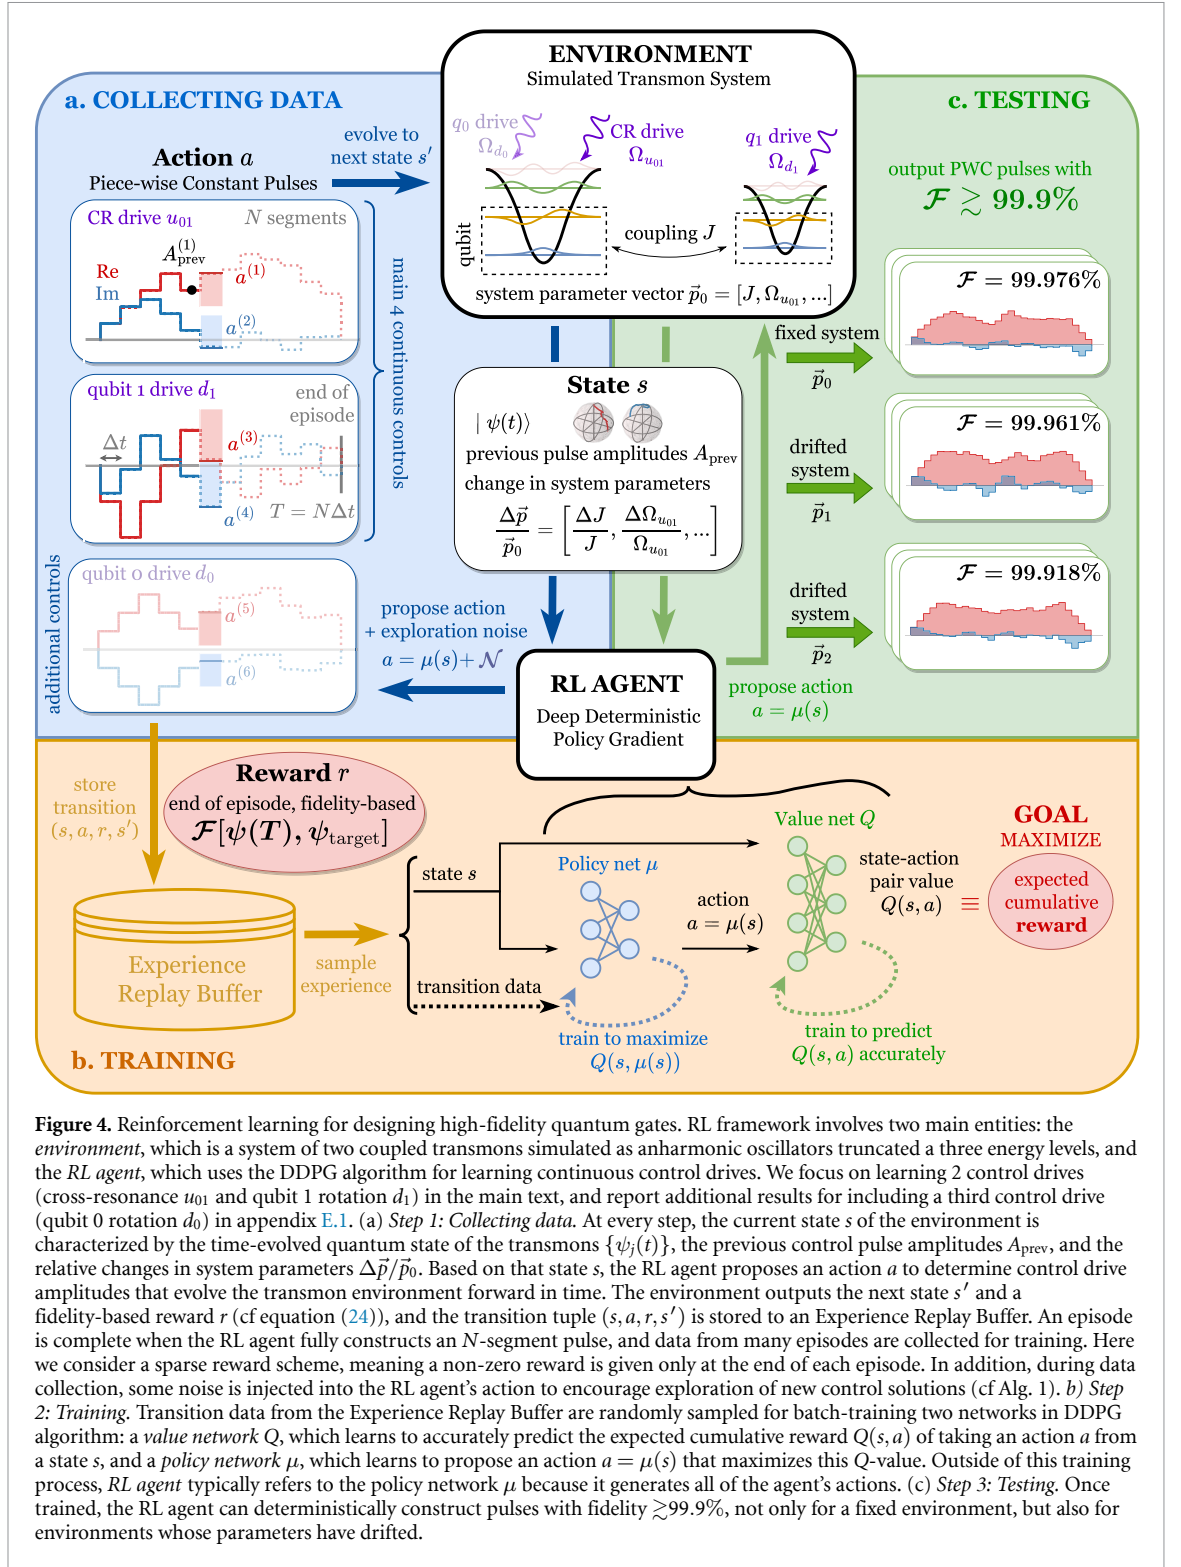 ENVIRONMENT
Simulated Transmon System
q₀ drive
Ω_{d₀}
CR drive
Ω_{u₀₁}
q₁ drive
Ω_{d₁}
qubit
coupling J
system parameter vector p⃗₀ = [J, Ω_{u₀₁}, ...]
a. COLLECTING DATA
evolve to
next state s′
Action a
Piece-wise Constant Pulses
CR drive u₀₁
N segments
A^{(1)}_{prev}
Re
Im
a^{(1)}
a^{(2)}
qubit 1 drive d₁
end of
episode
Δt
a^{(3)}
a^{(4)}
T = NΔt
main 4 continuous controls
additional controls
qubit 0 drive d₀
a^{(5)}
a^{(6)}
State s
| ψ(t)⟩
previous pulse amplitudes A_{prev}
change in system parameters
Δp⃗/p⃗₀ = [ΔJ/J, ΔΩ_{u₀₁}/Ω_{u₀₁}, ...]
propose action
+ exploration noise
a = μ(s)+ 𝒩
RL AGENT
Deep Deterministic
Policy Gradient
propose action
a = μ(s)
c. TESTING
output PWC pulses with
ℱ ≳ 99.9%
fixed system
p⃗₀
ℱ = 99.976%
drifted
system
p⃗₁
ℱ = 99.961%
drifted
system
p⃗₂
ℱ = 99.918%
store
transition
(s, a, r, s′)
Reward r
end of episode, fidelity-based
ℱ[ψ(T), ψ_{target}]
Experience
Replay Buffer
sample
experience
state s
transition data
Policy net μ
action
a = μ(s)
Value net Q
state-action
pair value
Q(s, a) ≡
GOAL
MAXIMIZE
expected
cumulative
reward
train to maximize
Q(s, μ(s))
train to predict
Q(s, a) accurately
b. TRAINING
Figure 4. Reinforcement learning for designing high-fidelity quantum gates. RL framework involves two main entities: the
environment, which is a system of two coupled transmons simulated as anharmonic oscillators truncated a three energy levels, and
the RL agent, which uses the DDPG algorithm for learning continuous control drives. We focus on learning 2 control drives
(cross-resonance u₀₁ and qubit 1 rotation d₁) in the main text, and report additional results for including a third control drive
(qubit 0 rotation d₀) in appendix E.1. (a) Step 1: Collecting data. At every step, the current state s of the environment is
characterized by the time-evolved quantum state of the transmons {ψⱼ(t)}, the previous control pulse amplitudes A_{prev}, and the
relative changes in system parameters Δp⃗/p⃗₀. Based on that state s, the RL agent proposes an action a to determine control drive
amplitudes that evolve the transmon environment forward in time. The environment outputs the next state s′ and a
fidelity-based reward r (cf equation (24)), and the transition tuple (s, a, r, s′) is stored to an Experience Replay Buffer. An episode
is complete when the RL agent fully constructs an N-segment pulse, and data from many episodes are collected for training. Here
we consider a sparse reward scheme, meaning a non-zero reward is given only at the end of each episode. In addition, during data
collection, some noise is injected into the RL agent's action to encourage exploration of new control solutions (cf Alg. 1). b) Step
2: Training. Transition data from the Experience Replay Buffer are randomly sampled for batch-training two networks in DDPG
algorithm: a value network Q, which learns to accurately predict the expected cumulative reward Q(s, a) of taking an action a from
a state s, and a policy network μ, which learns to propose an action a = μ(s) that maximizes this Q-value. Outside of this training
process, RL agent typically refers to the policy network μ because it generates all of the agent's actions. (c) Step 3: Testing. Once
trained, the RL agent can deterministically construct pulses with fidelity ≳99.9%, not only for a fixed environment, but also for
environments whose parameters have drifted.